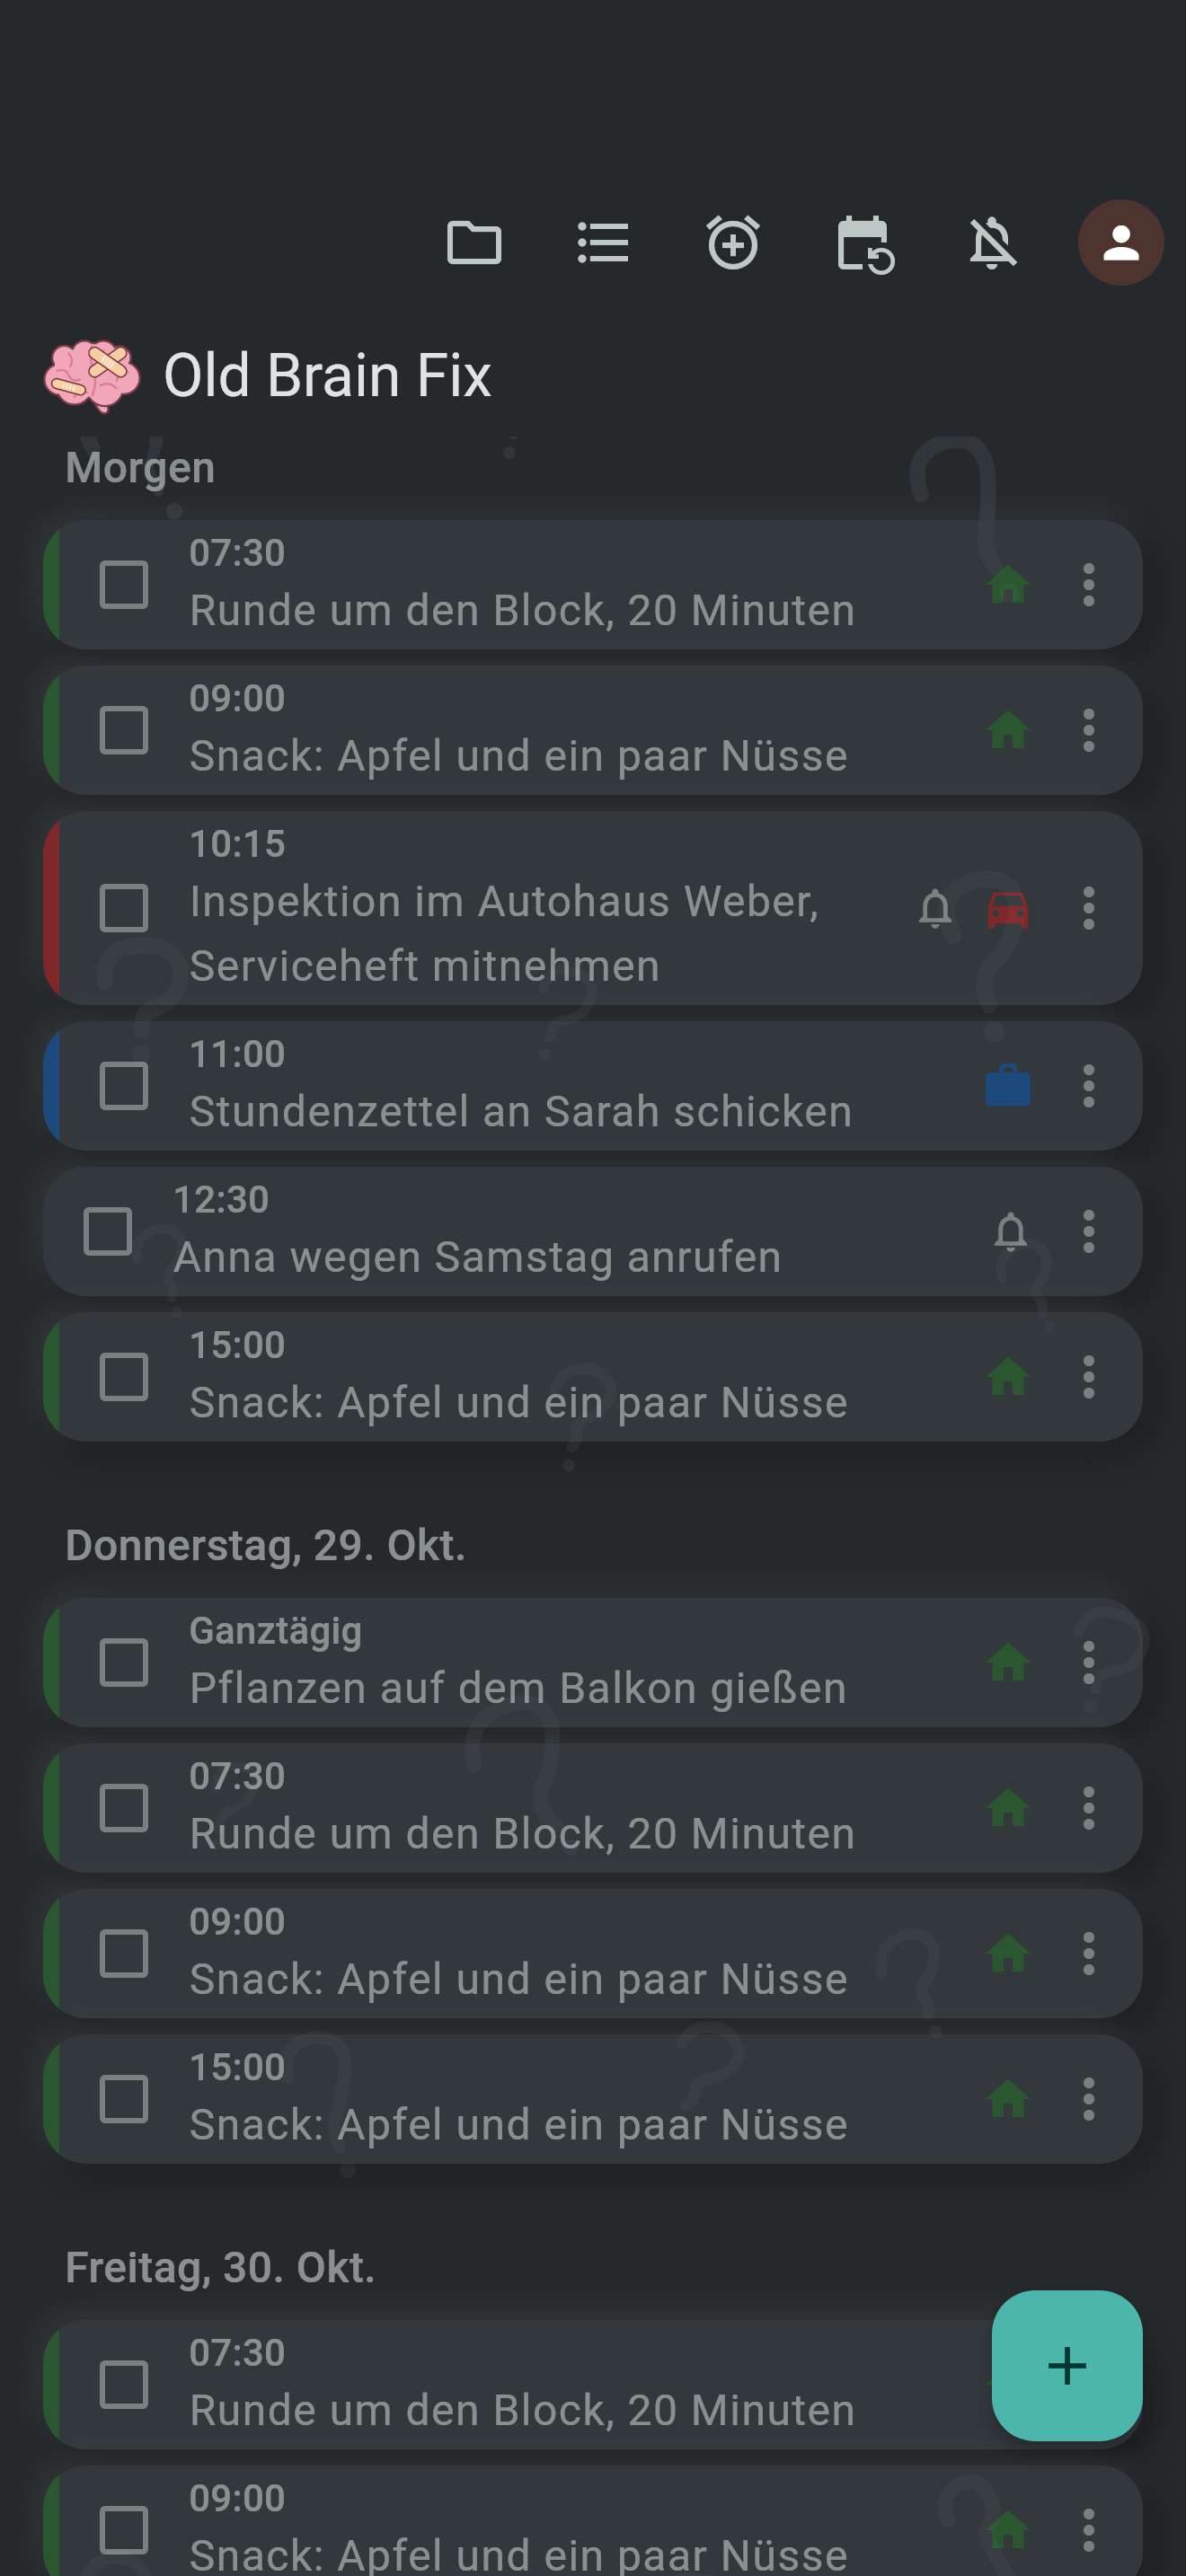 Old Brain Fix
Morgen
07:30
Runde um den Block, 20 Minuten
09:00
Snack: Apfel und ein paar Nüsse
10:15
Inspektion im Autohaus Weber,
Serviceheft mitnehmen
11:00
Stundenzettel an Sarah schicken
12:30
Anna wegen Samstag anrufen
15:00
Snack: Apfel und ein paar Nüsse
Donnerstag, 29. Okt.
Ganztägig
Pflanzen auf dem Balkon gießen
07:30
Runde um den Block, 20 Minuten
09:00
Snack: Apfel und ein paar Nüsse
15:00
Snack: Apfel und ein paar Nüsse
Freitag, 30. Okt.
07:30
Runde um den Block, 20 Minuten
09:00
Snack: Apfel und ein paar Nüsse